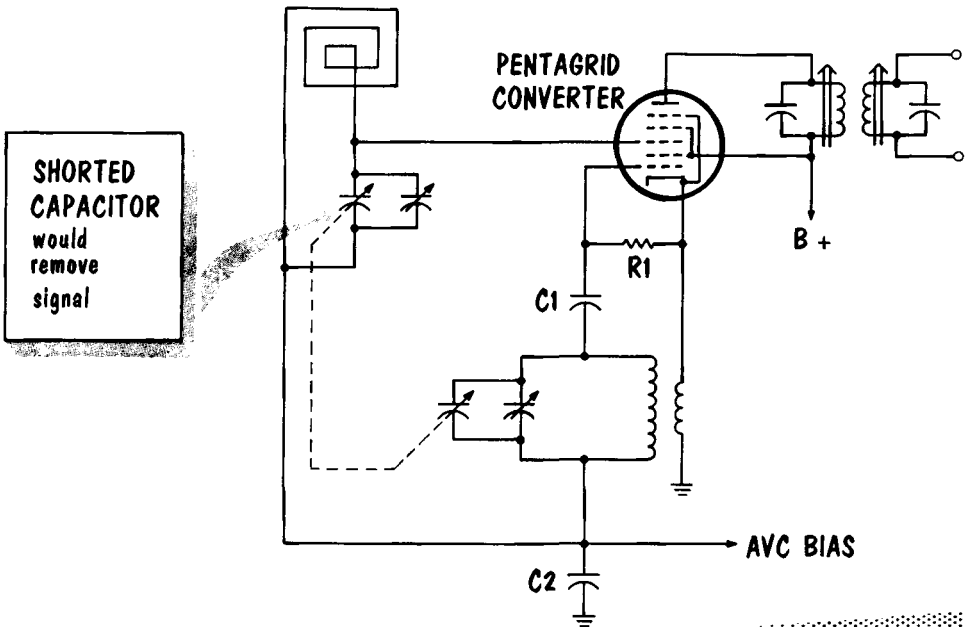 PENTAGRID
CONVERTER
SHORTED
CAPACITOR
would
remove
signal
B +
R1
C1
AVC BIAS
C2